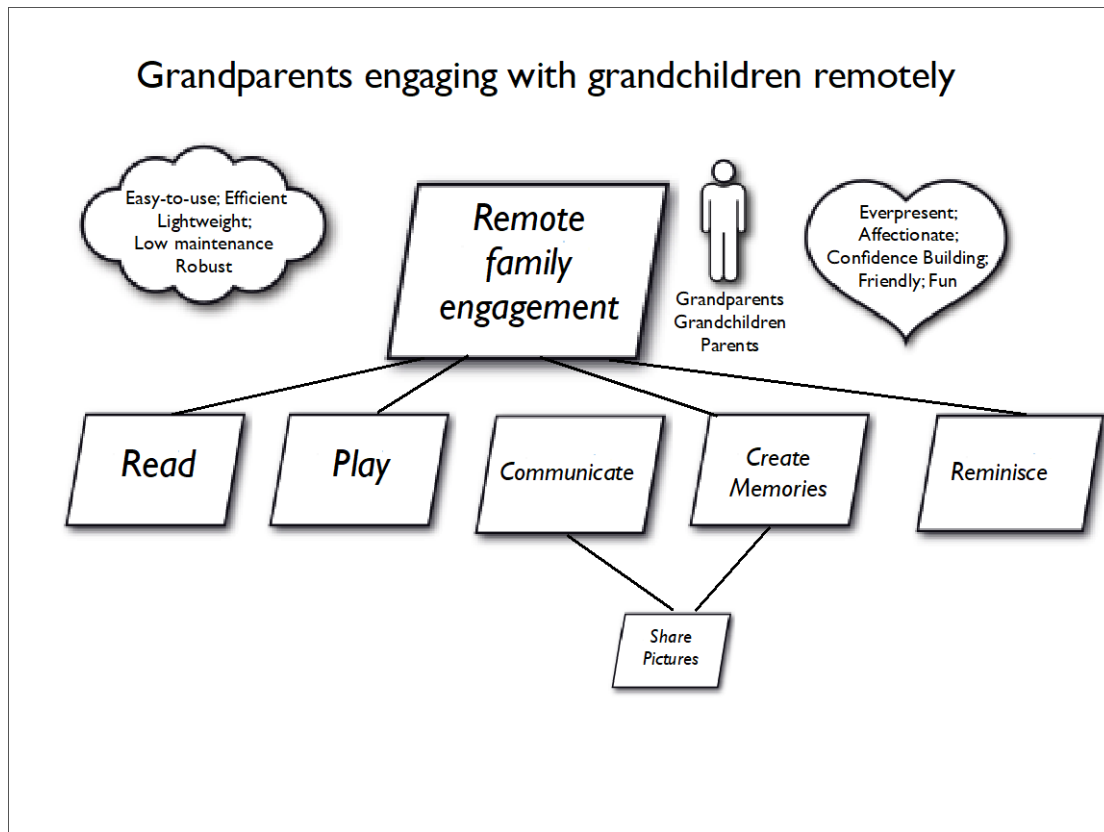 Grandparents engaging with grandchildren remotely
Easy-to-use; Efficient
Lightweight;
Low maintenance
Robust
Remote
family
engagement
Grandparents
Grandchildren
Parents
Everpresent;
Affectionate;
Confidence Building;
Friendly; Fun
Read
Play
Communicate
Create
Memories
Reminisce
Share
Pictures